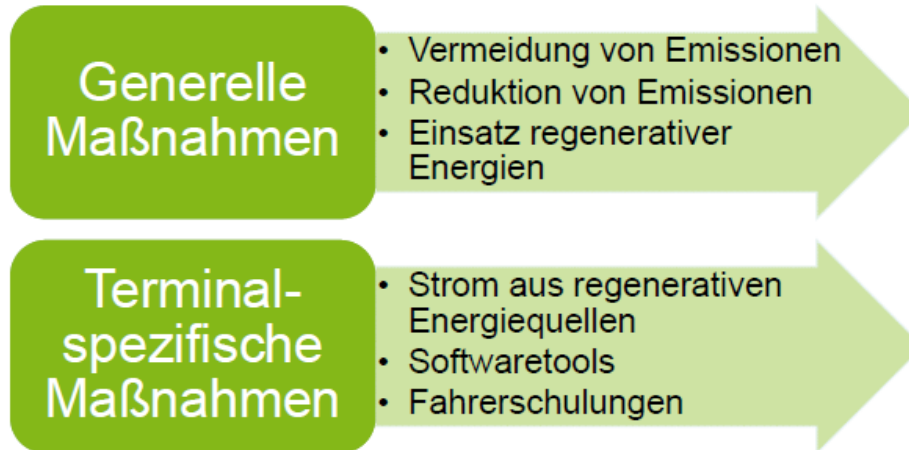 Generelle
Maßnahmen
• Vermeidung von Emissionen
• Reduktion von Emissionen
• Einsatz regenerativer
Energien
Terminal-
spezifische
Maßnahmen
• Strom aus regenerativen
Energiequellen
• Softwaretools
• Fahrerschulungen